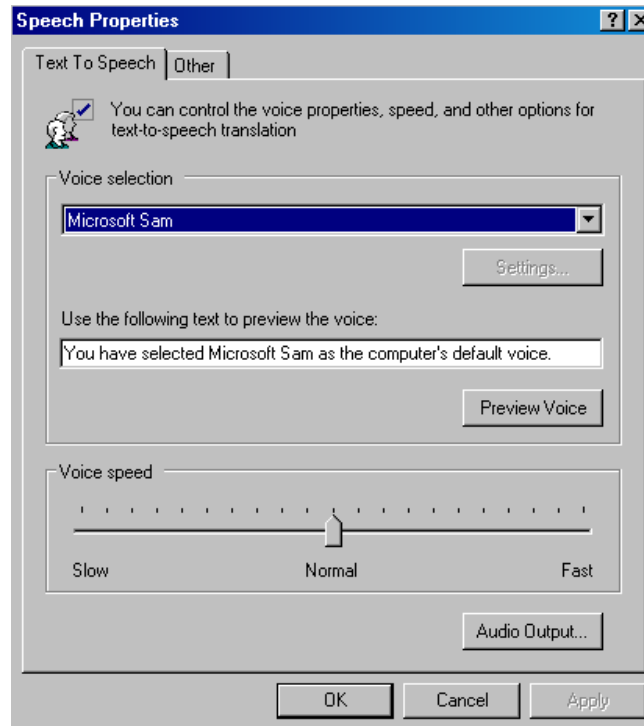 Speech Properties
Text To Speech
Other
You can control the voice properties, speed, and other options for
text-to-speech translation
Voice selection
Microsoft Sam
Settings...
Use the following text to preview the voice:
You have selected Microsoft Sam as the computer's default voice.
Preview Voice
Voice speed
Slow Normal Fast
Audio Output...
OK Cancel Apply